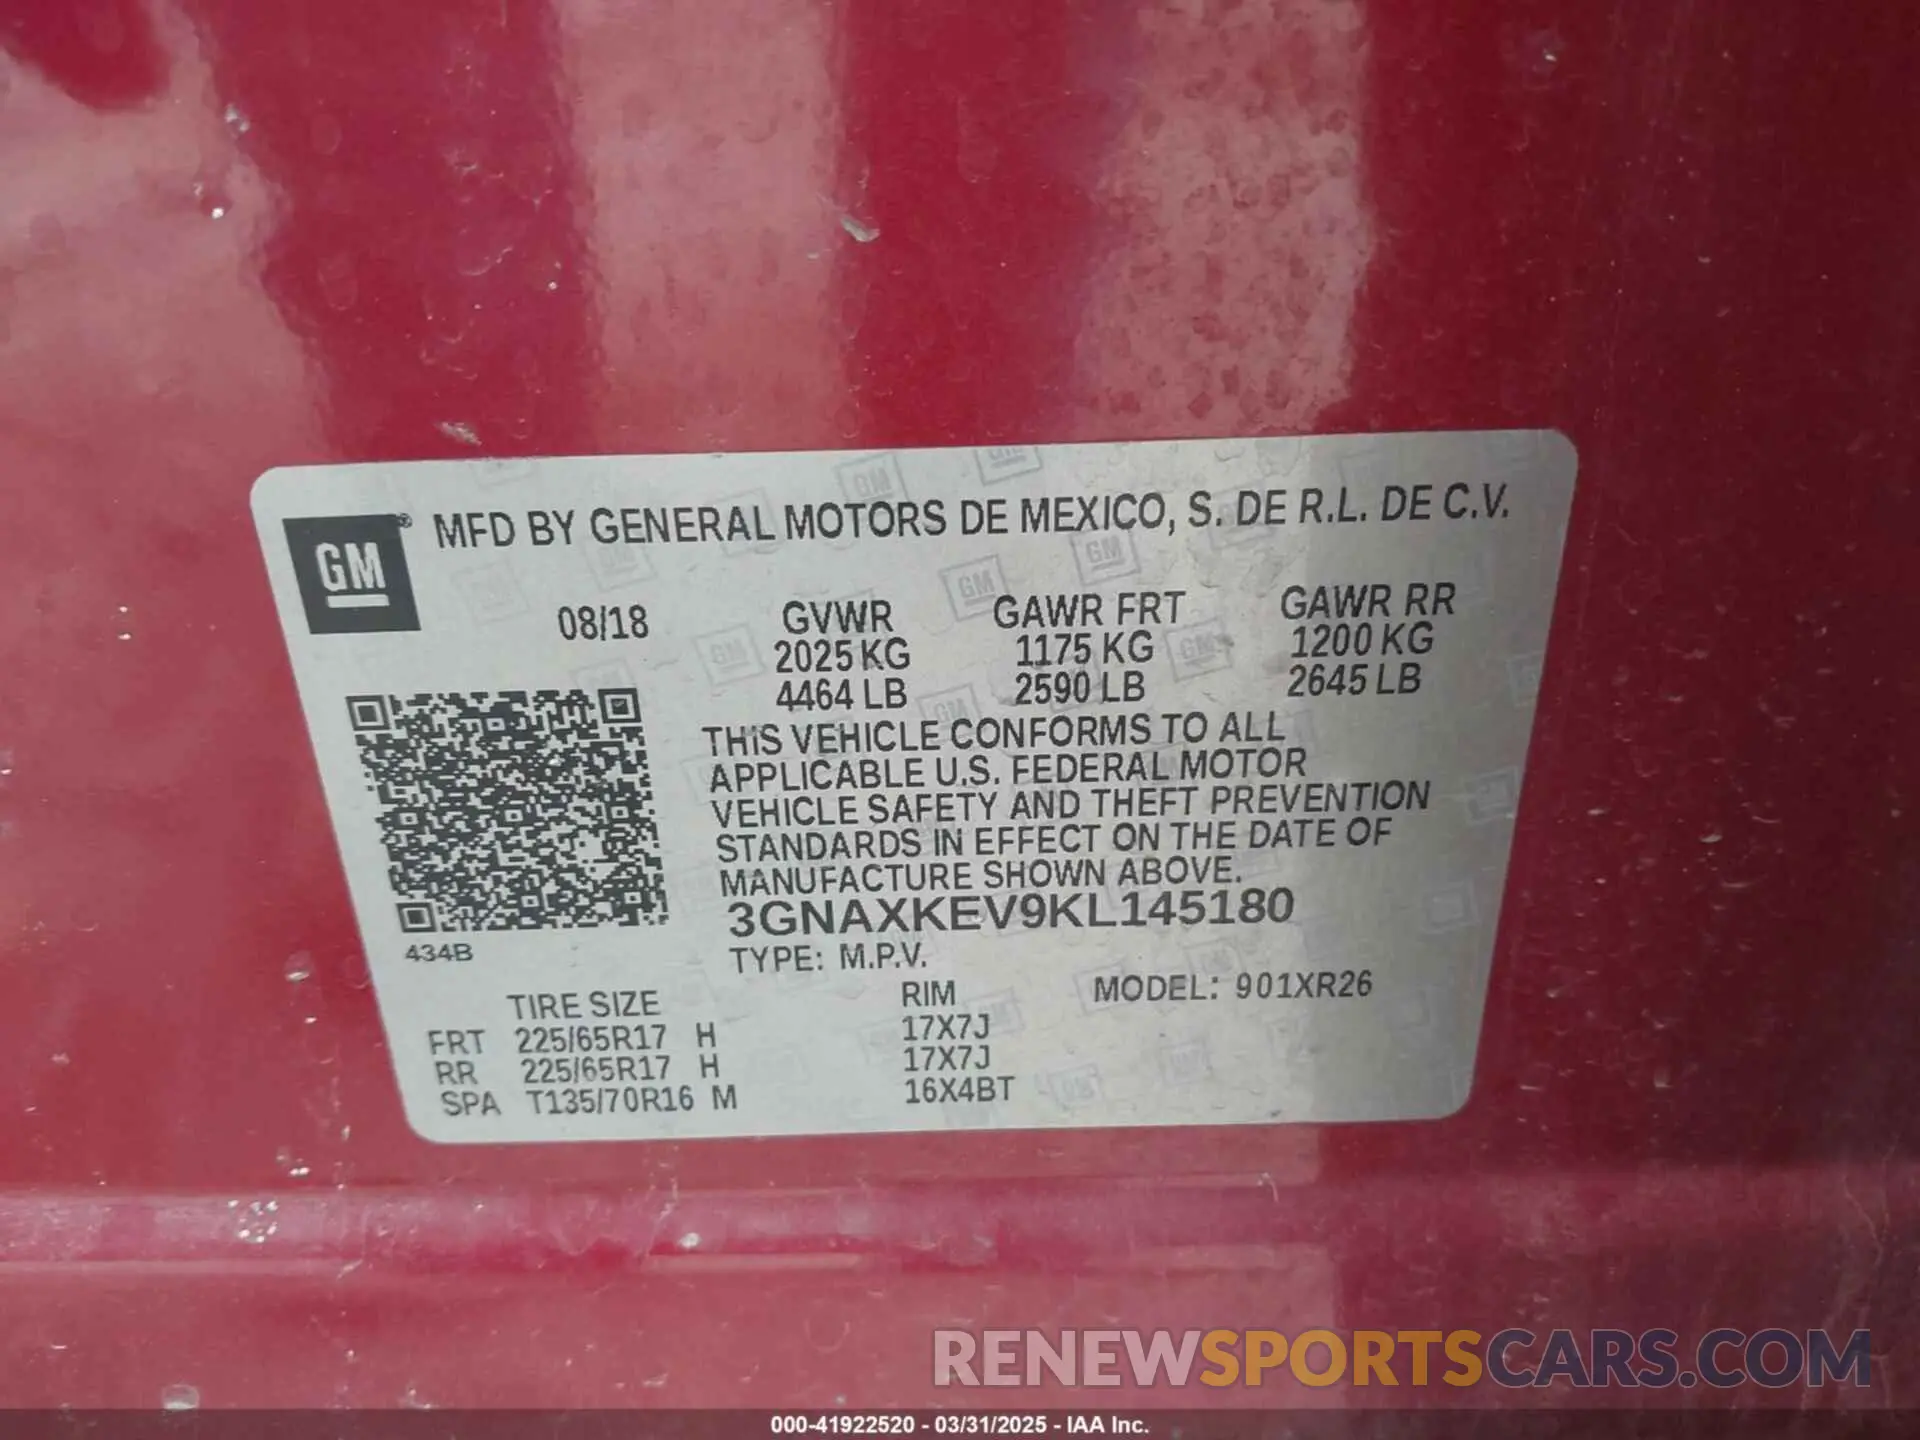 GM® MFD BY GENERAL MOTORS DE MEXICO, S. DE R.L. DE C.V.
08/18 GVWR GAWR FRT GAWR RR
2025 KG 1175 KG 1200 KG
4464 LB 2590 LB 2645 LB
THIS VEHICLE CONFORMS TO ALL
APPLICABLE U.S. FEDERAL MOTOR
VEHICLE SAFETY AND THEFT PREVENTION
STANDARDS IN EFFECT ON THE DATE OF
MANUFACTURE SHOWN ABOVE.
3GNAXKEV9KL145180
434B TYPE: M.P.V.
TIRE SIZE RIM MODEL: 901XR26
FRT 225/65R17 H 17X7J
RR 225/65R17 H 17X7J
SPA T135/70R16 M 16X4BT
RENEWSPORTSCARS.COM
000-41922520 - 03/31/2025 - IAA Inc.